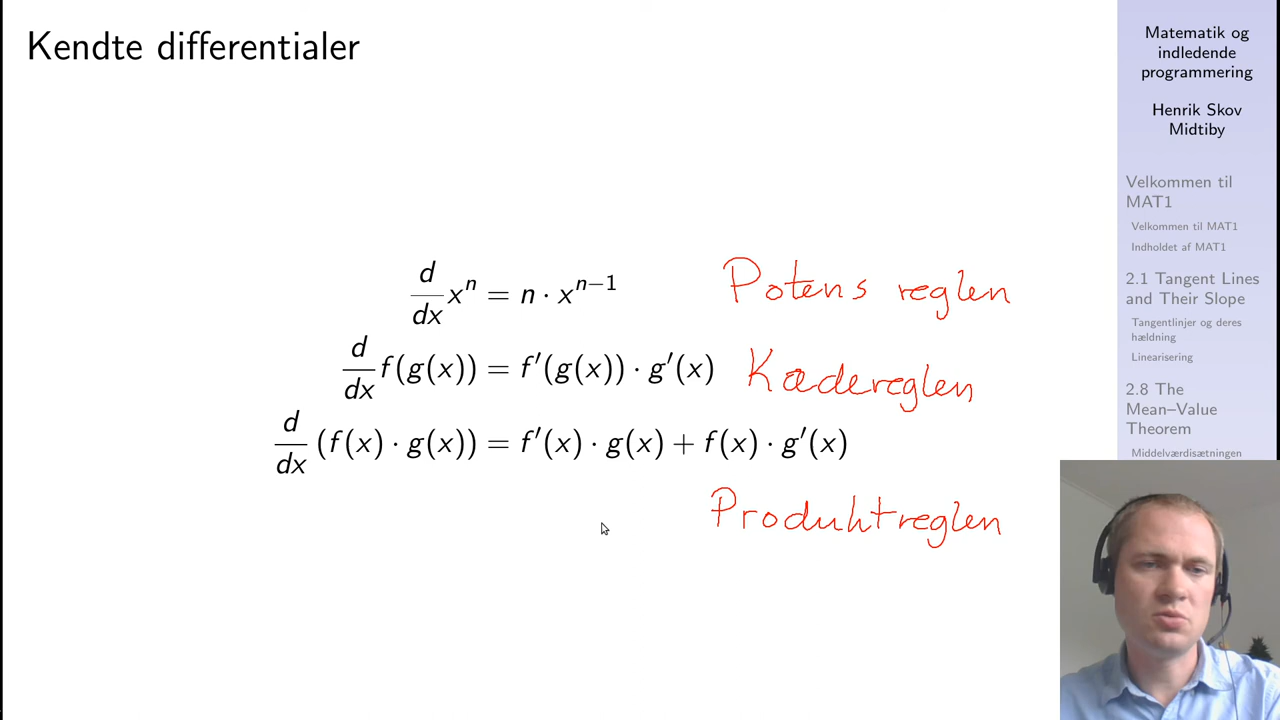 Kendte differentialer
d/dx xⁿ = n · xⁿ⁻¹
Potens reglen
d/dx f(g(x)) = f′(g(x)) · g′(x)
Kædereglen
d/dx (f(x) · g(x)) = f′(x) · g(x) + f(x) · g′(x)
Produktreglen
Matematik og
indledende
programmering
Henrik Skov
Midtiby
Velkommen til
MAT1
Velkommen til MAT1
Indholdet af MAT1
2.1 Tangent Lines
and Their Slope
Tangentlinjer og deres
hældning
Linearisering
2.8 The
Mean–Value
Theorem
Middelværdisætningen